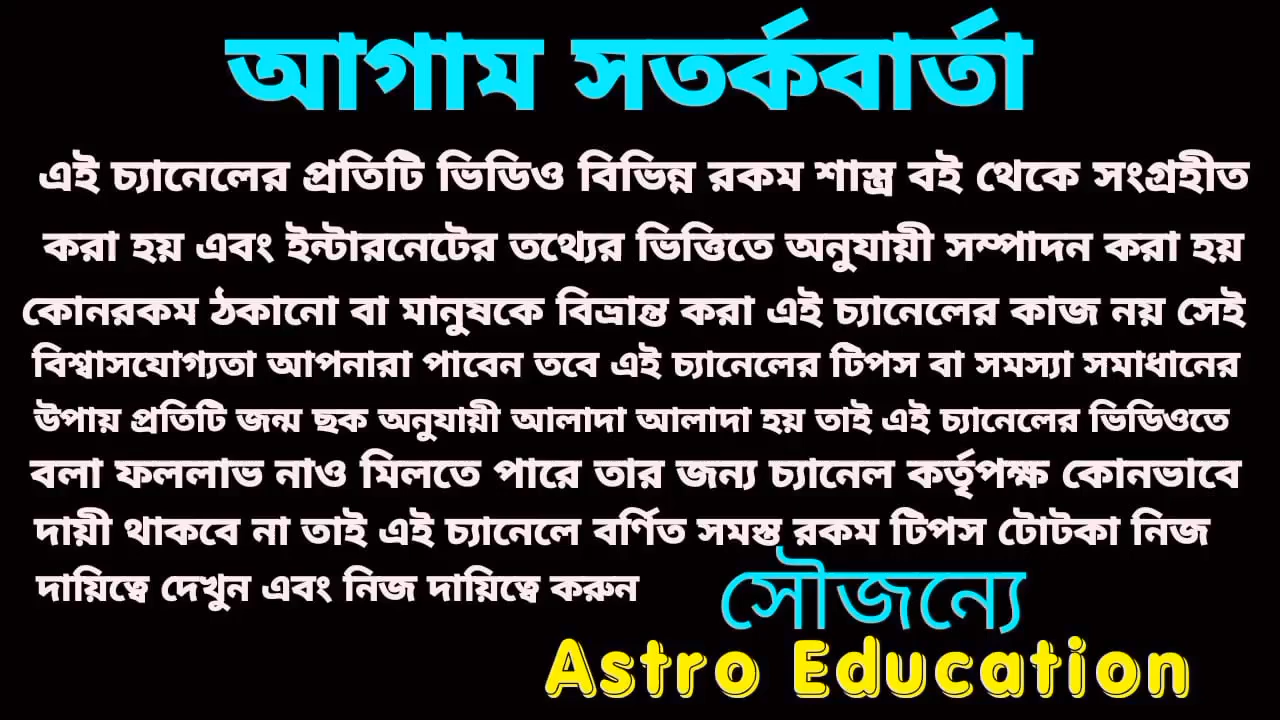 আগাম সতর্কবার্তা
এই চ্যানেলের প্রতিটি ভিডিও বিভিন্ন রকম শাস্ত্র বই থেকে সংগ্রহীত
করা হয় এবং ইন্টারনেটের তথ্যের ভিত্তিতে অনুযায়ী সম্পাদন করা হয়
কোনরকম ঠকানো বা মানুষকে বিভ্রান্ত করা এই চ্যানেলের কাজ নয় সেই
বিশ্বাসযোগ্যতা আপনারা পাবেন তবে এই চ্যানেলের টিপস বা সমস্যা সমাধানের
উপায় প্রতিটি জন্ম ছক অনুযায়ী আলাদা আলাদা হয় তাই এই চ্যানেলের ভিডিওতে
বলা ফললাভ নাও মিলতে পারে তার জন্য চ্যানেল কর্তৃপক্ষ কোনভাবে
দায়ী থাকবে না তাই এই চ্যানেলে বর্ণিত সমস্ত রকম টিপস টোটকা নিজ
দায়িত্বে দেখুন এবং নিজ দায়িত্বে করুন
সৌজন্যে
Astro Education